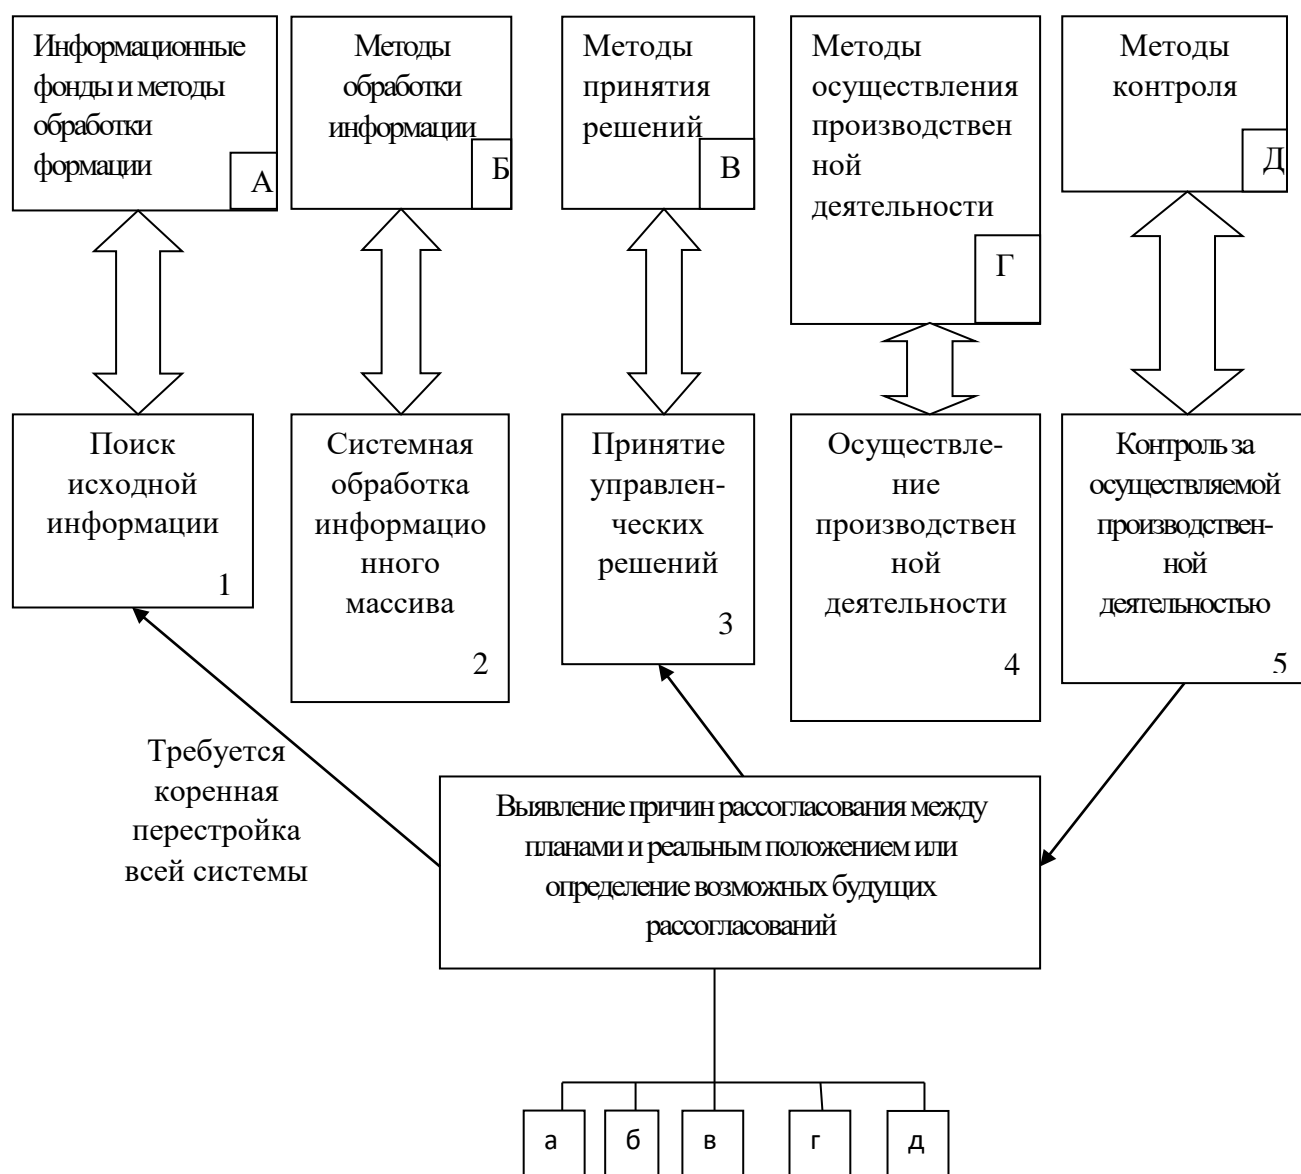 Информационные
фонды и методы
обработки
формации
А
Методы
обработки
информации
Б
Методы
принятия
решений
В
Методы
осуществления
производствен
ной
деятельности
Г
Методы
контроля
Д
Поиск
исходной
информации
1
Системная
обработка
информацио
нного
массива
2
Принятие
управлен-
ческих
решений
3
Осуществле-
ние
производствен
ной
деятельности
4
Контроль за
осуществляемой
производствен-
ной
деятельностью
5
Требуется
коренная
перестройка
всей системы
Выявление причин рассогласования между
планами и реальным положением или
определение возможных будущих
рассогласований
а
б
в
г
д